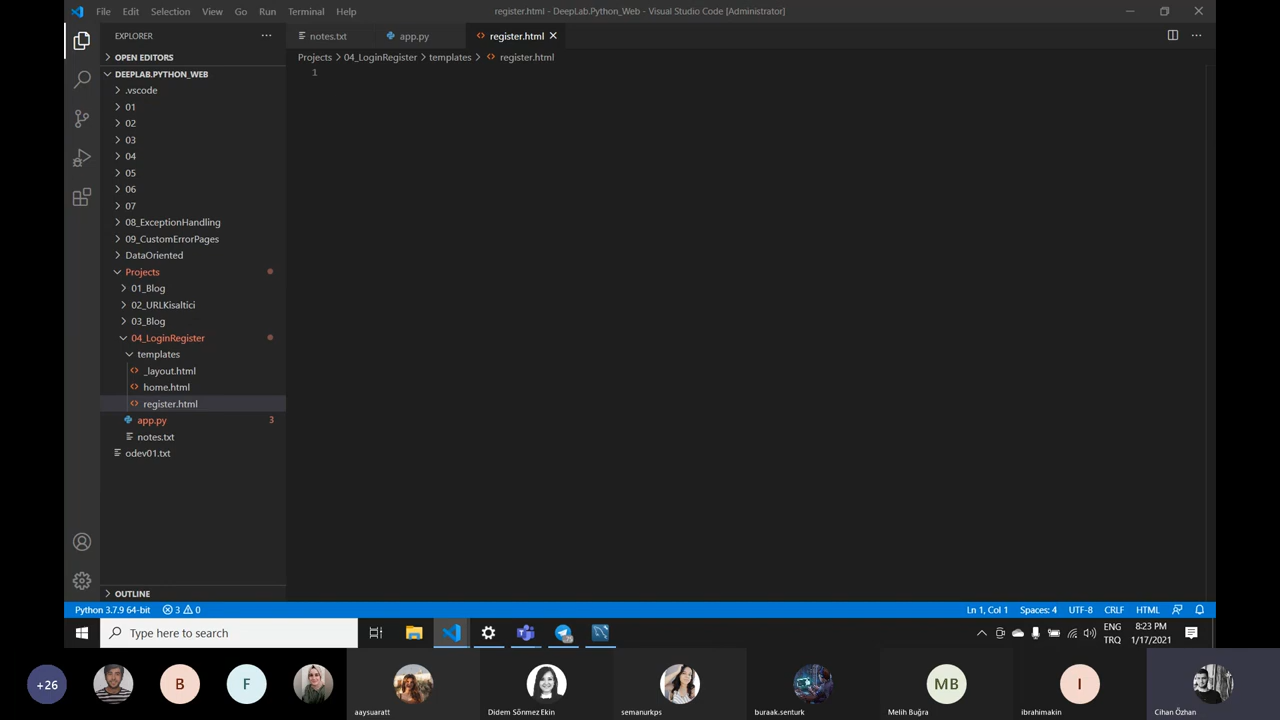 File Edit Selection View Go Run Terminal Help
register.html - DeepLab.Python_Web - Visual Studio Code [Administrator]
EXPLORER
notes.txt
app.py
register.html
OPEN EDITORS
Projects > 04_LoginRegister > templates > register.html
1
DEEPLAB.PYTHON_WEB
.vscode
01
02
03
04
05
06
07
08_ExceptionHandling
09_CustomErrorPages
DataOriented
Projects
01_Blog
02_URLKisaltici
03_Blog
04_LoginRegister
templates
_layout.html
home.html
register.html
app.py 3
notes.txt
odev01.txt
OUTLINE
Python 3.7.9 64-bit 3 0
Ln 1, Col 1 Spaces: 4 UTF-8 CRLF HTML
Type here to search
ENG
TRQ
8:23 PM
1/17/2021
+26
B
F
MB
I
aaysuaratt
Didem Sönmez Ekin
semanurkps
buraak.senturk
Melih Buğra
ibrahimakin
Cihan Özhan